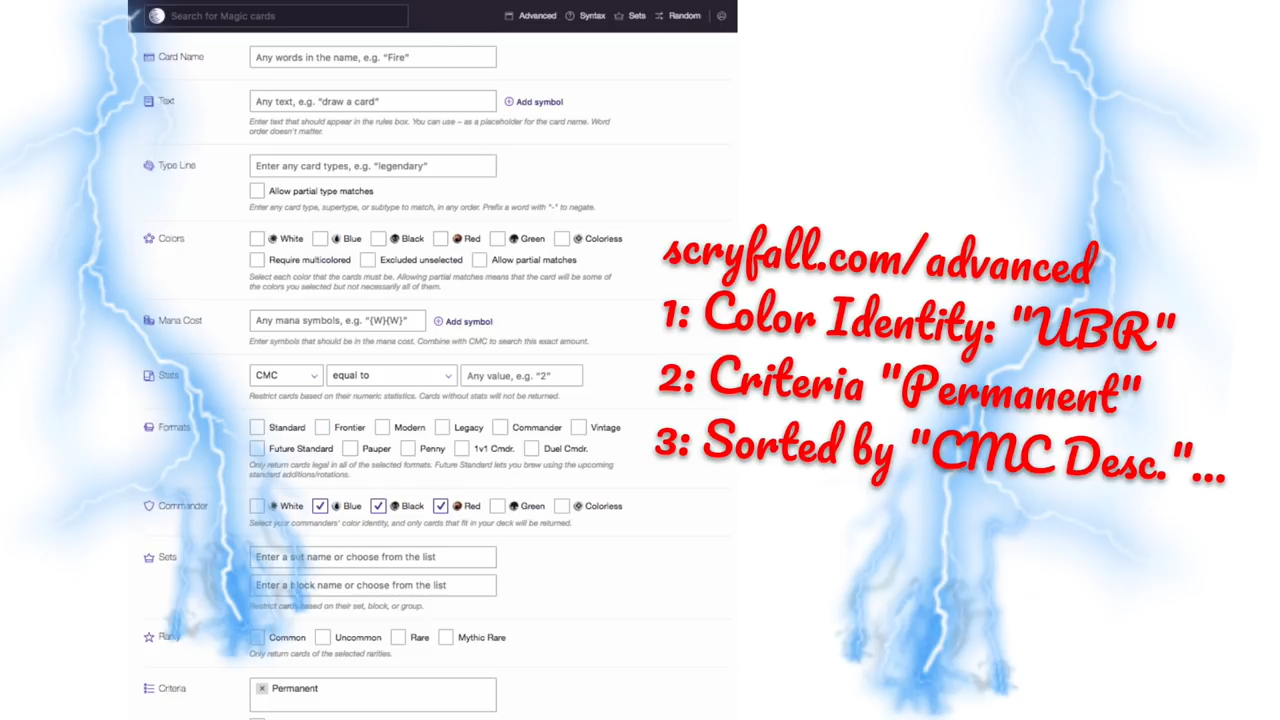 Search for Magic cards
Advanced Syntax Sets Random
Card Name Any words in the name, e.g. “Fire”
Text Any text, e.g. “draw a card” Add symbol
Enter text that should appear in the rules box. You can use ~ as a placeholder for the card name. Word
order doesn’t matter.
Type Line Enter any card types, e.g. “legendary”
Allow partial type matches
Enter any card type, supertype, or subtype to match, in any order. Prefix a word with "-" to negate.
Colors White Blue Black Red Green Colorless
Require multicolored Excluded unselected Allow partial matches
Select each color that the cards must be. Allowing partial matches means that the card will be some of
the colors you selected but not necessarily all of them.
Mana Cost Any mana symbols, e.g. “{W}{W}” Add symbol
Enter symbols that should be in the mana cost. Combine with CMC to search this exact amount.
Stats CMC equal to Any value, e.g. “2”
Restrict cards based on their numeric statistics. Cards without stats will not be returned.
Formats Standard Frontier Modern Legacy Commander Vintage
Future Standard Pauper Penny 1v1 Cmdr. Duel Cmdr.
Only return cards legal in all of the selected formats. Future Standard lets you brew using the upcoming
standard additions/rotations.
Commander White Blue Black Red Green Colorless
Select your commanders’ color identity, and only cards that fit in your deck will be returned.
Sets Enter a set name or choose from the list
Enter a block name or choose from the list
Restrict cards based on their set, block, or group.
Rarity Common Uncommon Rare Mythic Rare
Only return cards of the selected rarities.
Criteria × Permanent
scryfall.com/advanced
1: Color Identity: "UBR"
2: Criteria "Permanent"
3: Sorted by "CMC Desc."...